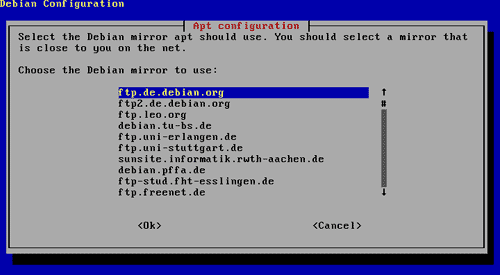 Debian Configuration
Apt configuration
Select the Debian mirror apt should use. You should select a mirror that
is close to you on the net.
Choose the Debian mirror to use:
ftp.de.debian.org
ftp2.de.debian.org
ftp.leo.org
debian.tu-bs.de
ftp.uni-erlangen.de
ftp.uni-stuttgart.de
sunsite.informatik.rwth-aachen.de
debian.pffa.de
ftp-stud.fht-esslingen.de
ftp.freenet.de
<Ok> <Cancel>